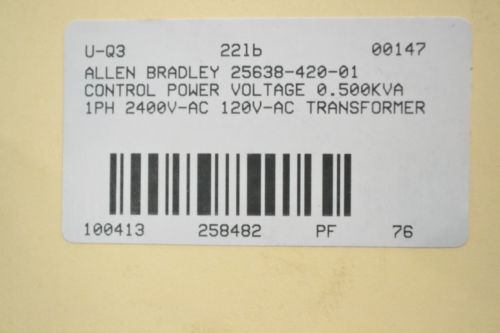 U-Q3 22lb 00147
ALLEN BRADLEY 25638-420-01
CONTROL POWER VOLTAGE 0.500KVA
1PH 2400V-AC 120V-AC TRANSFORMER
100413 258482 PF 76